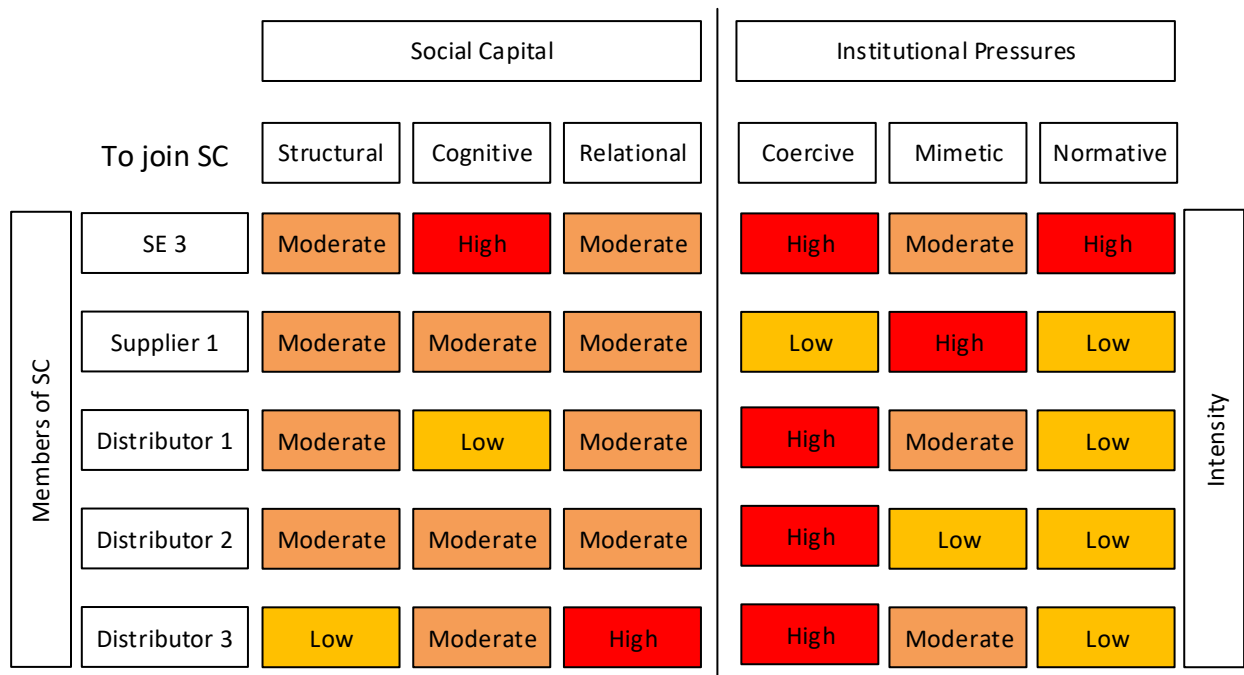 Social Capital Institutional Pressures
To join SC Structural Cognitive Relational Coercive Mimetic Normative
Members of SC
Intensity
SE 3 Moderate High Moderate High Moderate High
Supplier 1 Moderate Moderate Moderate Low High Low
Distributor 1 Moderate Low Moderate High Moderate Low
Distributor 2 Moderate Moderate Moderate High Low Low
Distributor 3 Low Moderate High High Moderate Low